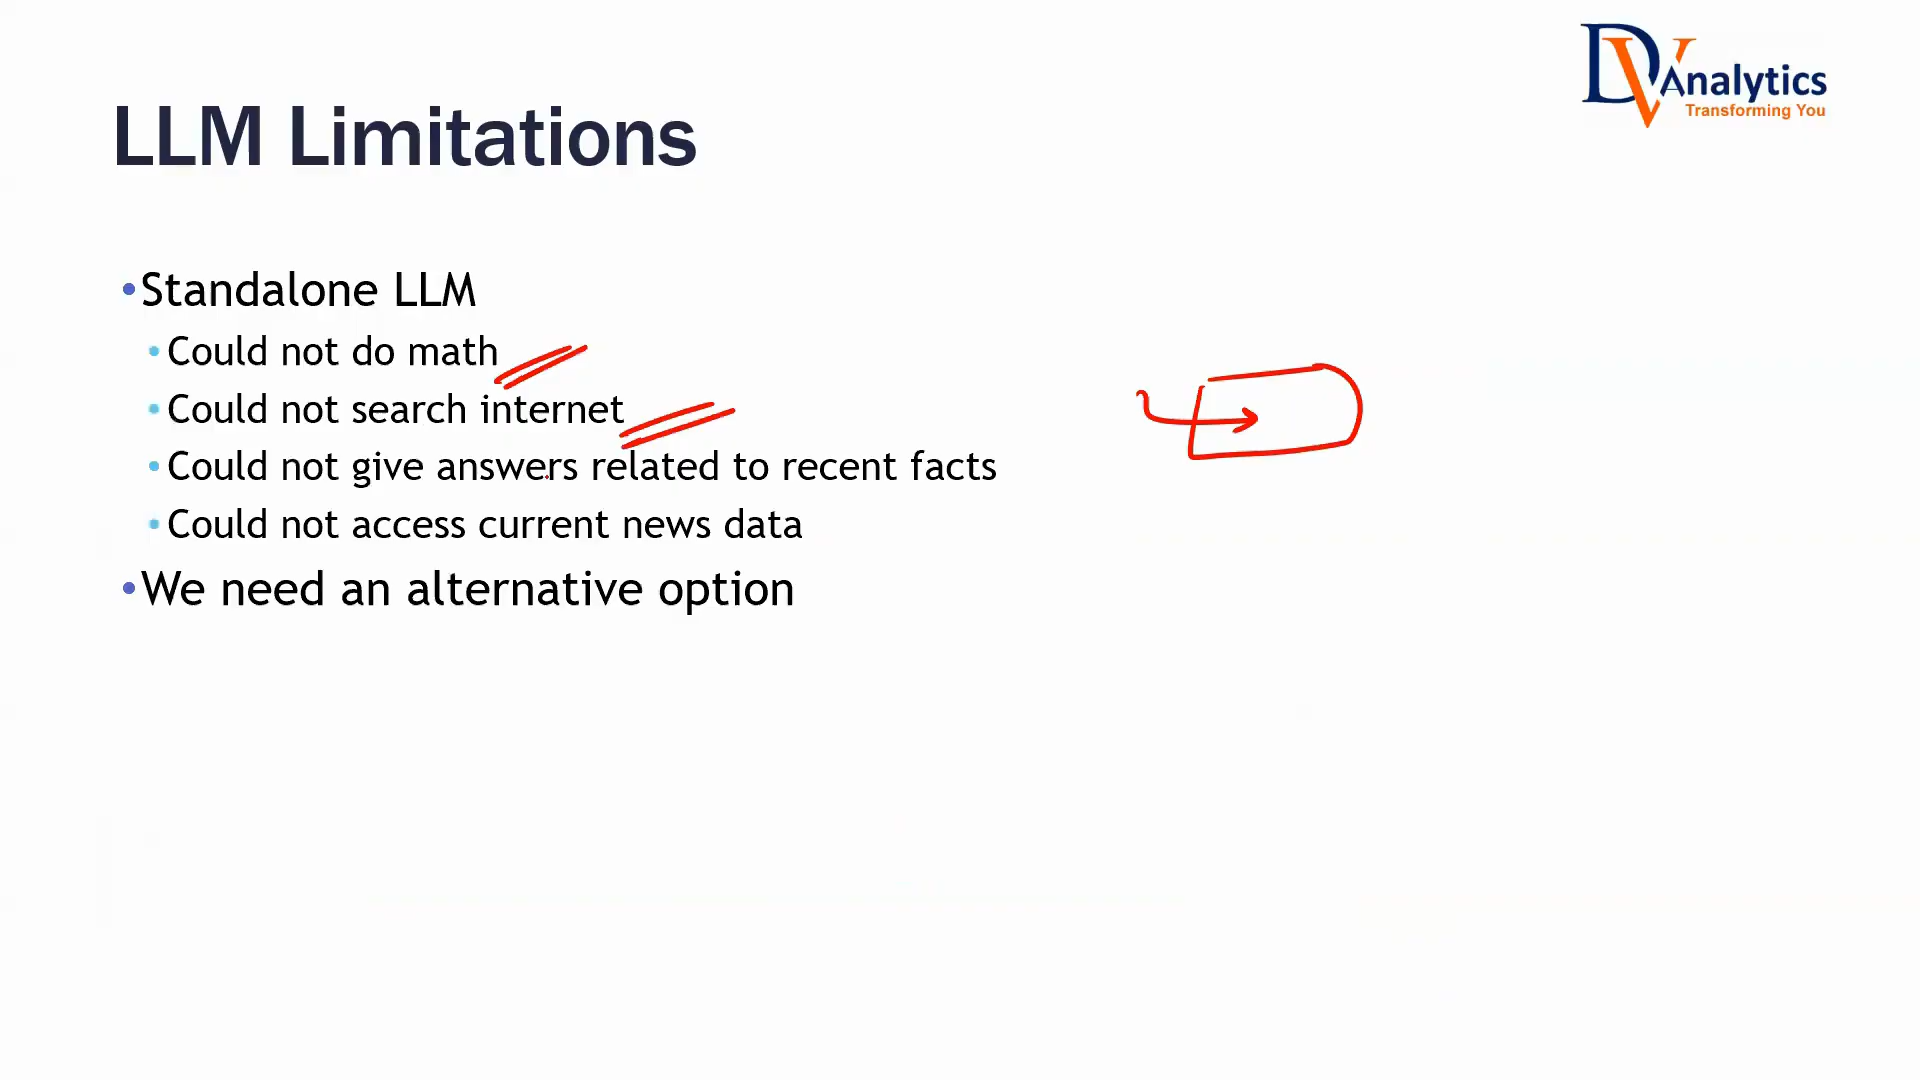 DV Analytics
Transforming You
LLM Limitations
•Standalone LLM
•Could not do math
•Could not search internet
•Could not give answers related to recent facts
•Could not access current news data
•We need an alternative option